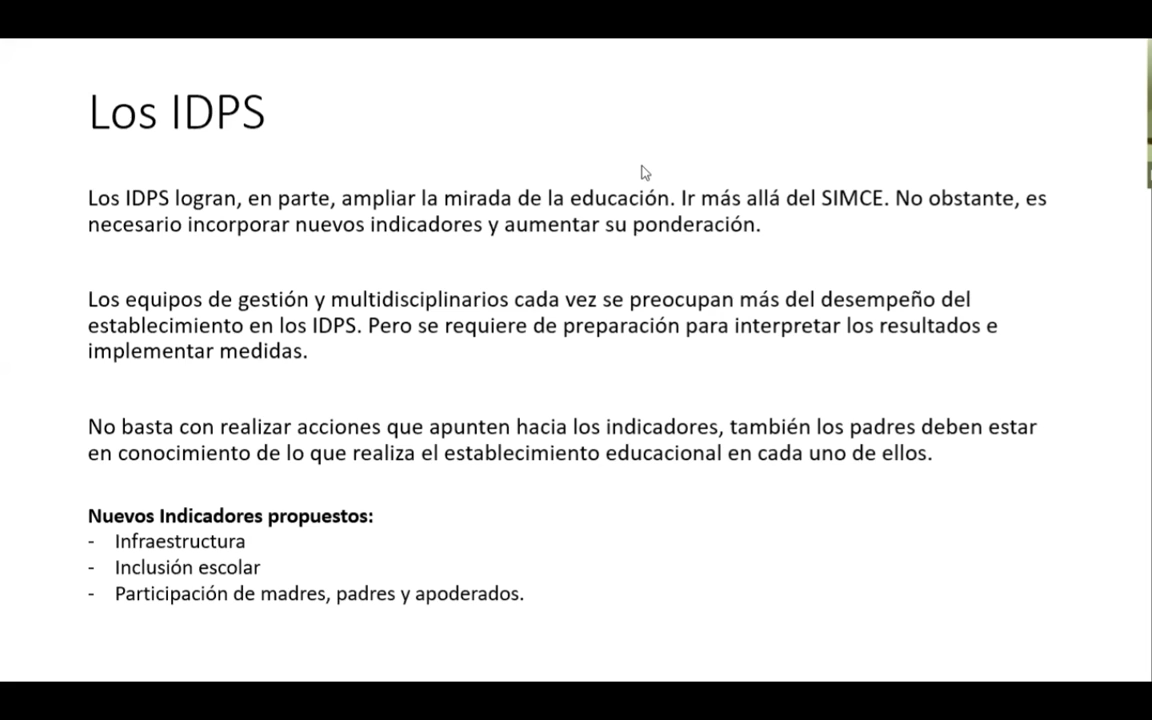 Los IDPS
Los IDPS logran, en parte, ampliar la mirada de la educación. Ir más allá del SIMCE. No obstante, es
necesario incorporar nuevos indicadores y aumentar su ponderación.
Los equipos de gestión y multidisciplinarios cada vez se preocupan más del desempeño del
establecimiento en los IDPS. Pero se requiere de preparación para interpretar los resultados e
implementar medidas.
No basta con realizar acciones que apunten hacia los indicadores, también los padres deben estar
en conocimiento de lo que realiza el establecimiento educacional en cada uno de ellos.
Nuevos Indicadores propuestos:
- Infraestructura
- Inclusión escolar
- Participación de madres, padres y apoderados.